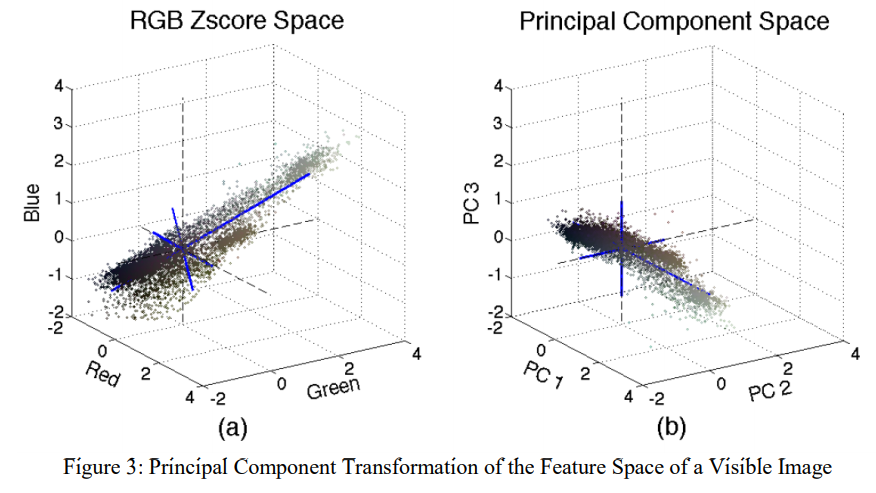 RGB Zscore Space
Principal Component Space
4
3
2
1
0
-1
-2
Blue
-2
0
2
4
Red
-2
0
2
4
Green
(a)
4
3
2
1
0
-1
-2
PC 3
-2
0
2
4
PC 1
-2
0
2
4
PC 2
(b)
Figure 3: Principal Component Transformation of the Feature Space of a Visible Image